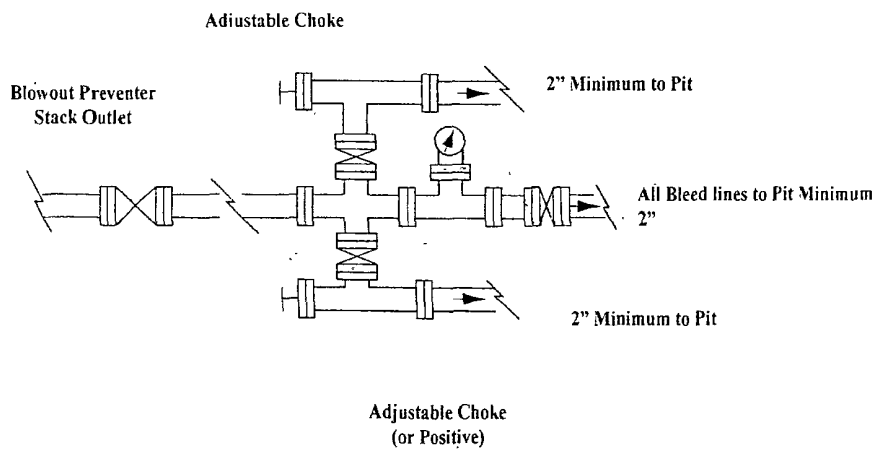 Adiustable Choke
2” Minimum to Pit
Blowout Preventer
Stack Outlet
All Bleed lines to Pit Minimum
2”
2” Minimum to Pit
Adjustable Choke
(or Positive)